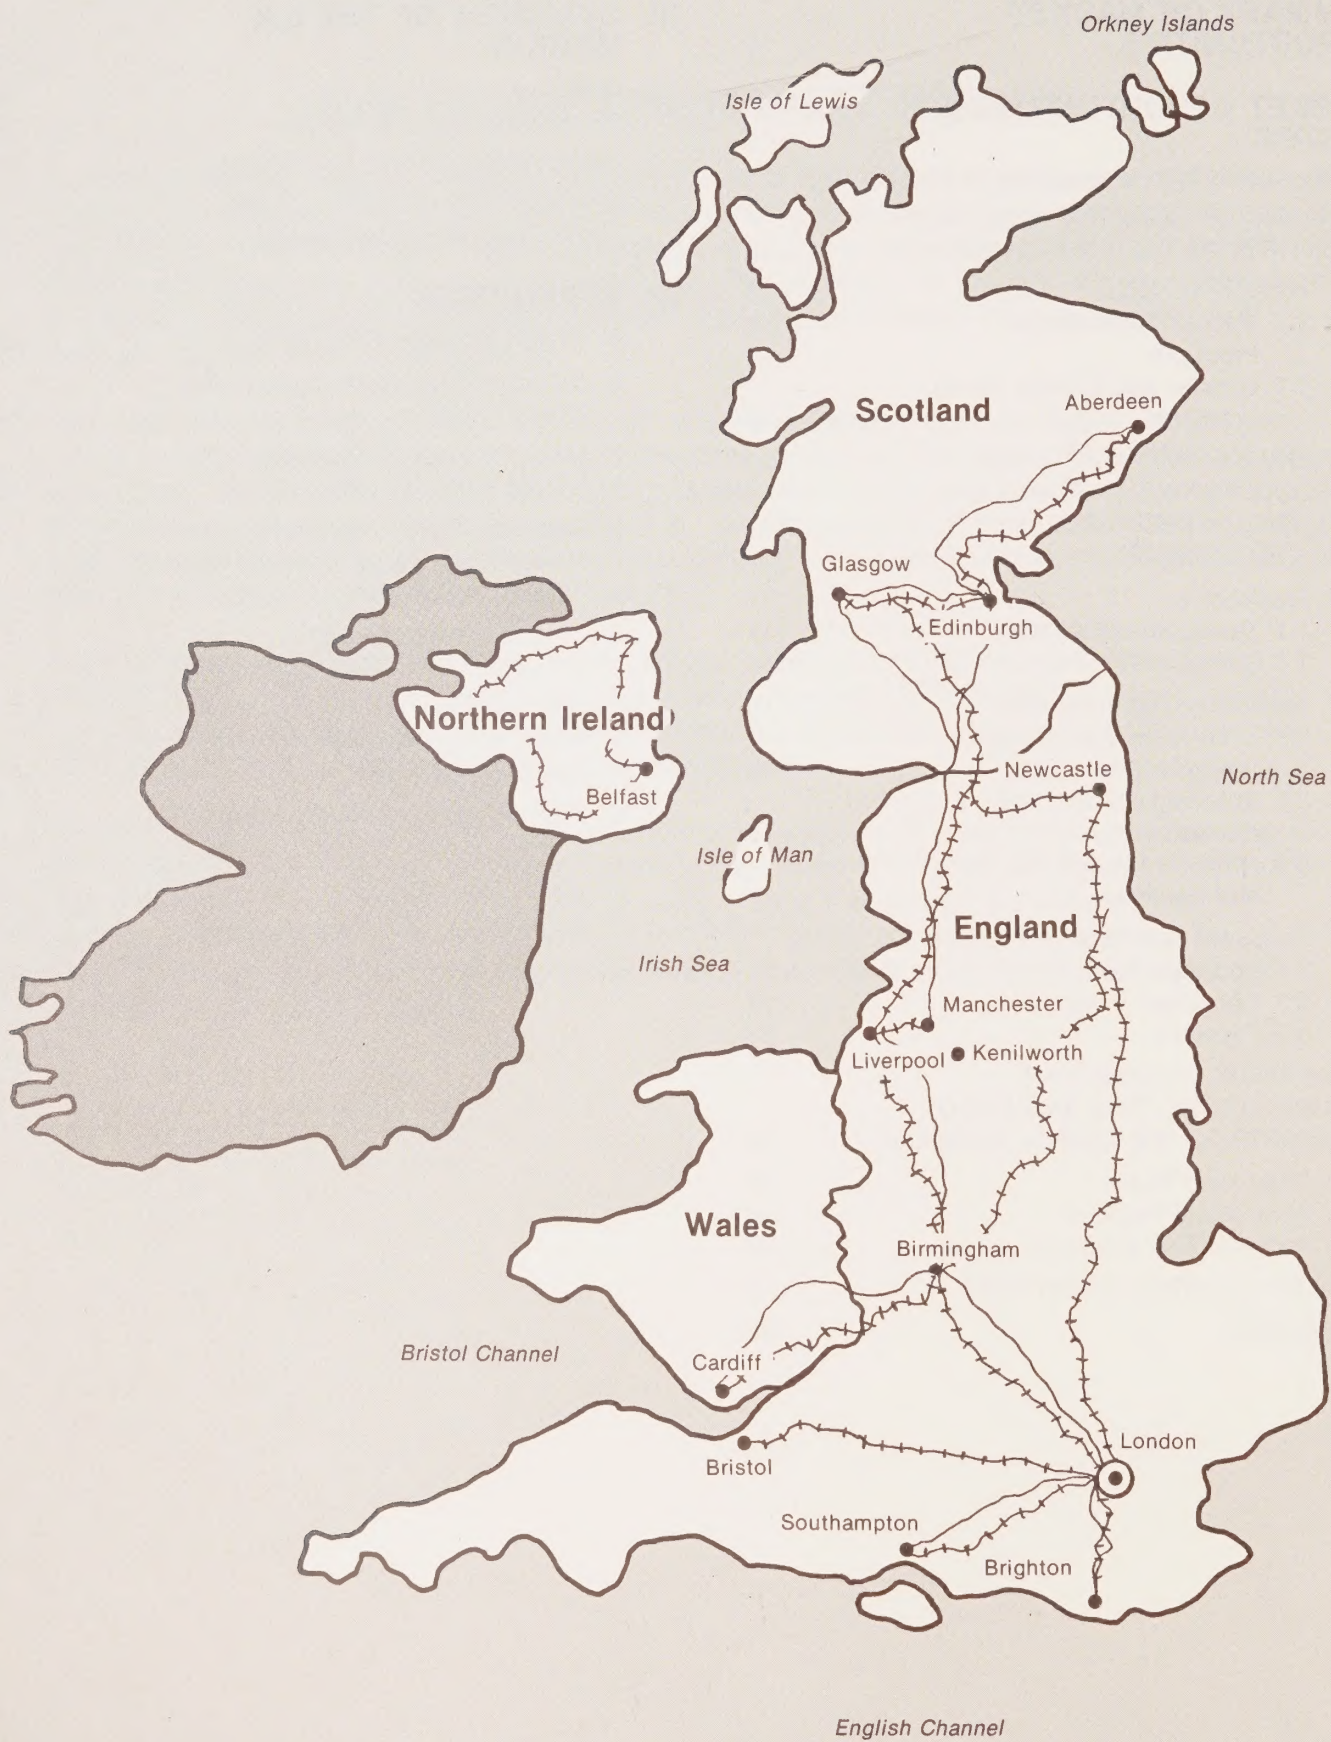 Orkney Islands
Isle of Lewis
Scotland
Aberdeen
Glasgow
Edinburgh
Northern Ireland
Belfast
Newcastle
North Sea
Isle of Man
England
Irish Sea
Manchester
Liverpool
Kenilworth
Wales
Birmingham
Bristol Channel
Cardiff
London
Bristol
Southampton
Brighton
English Channel